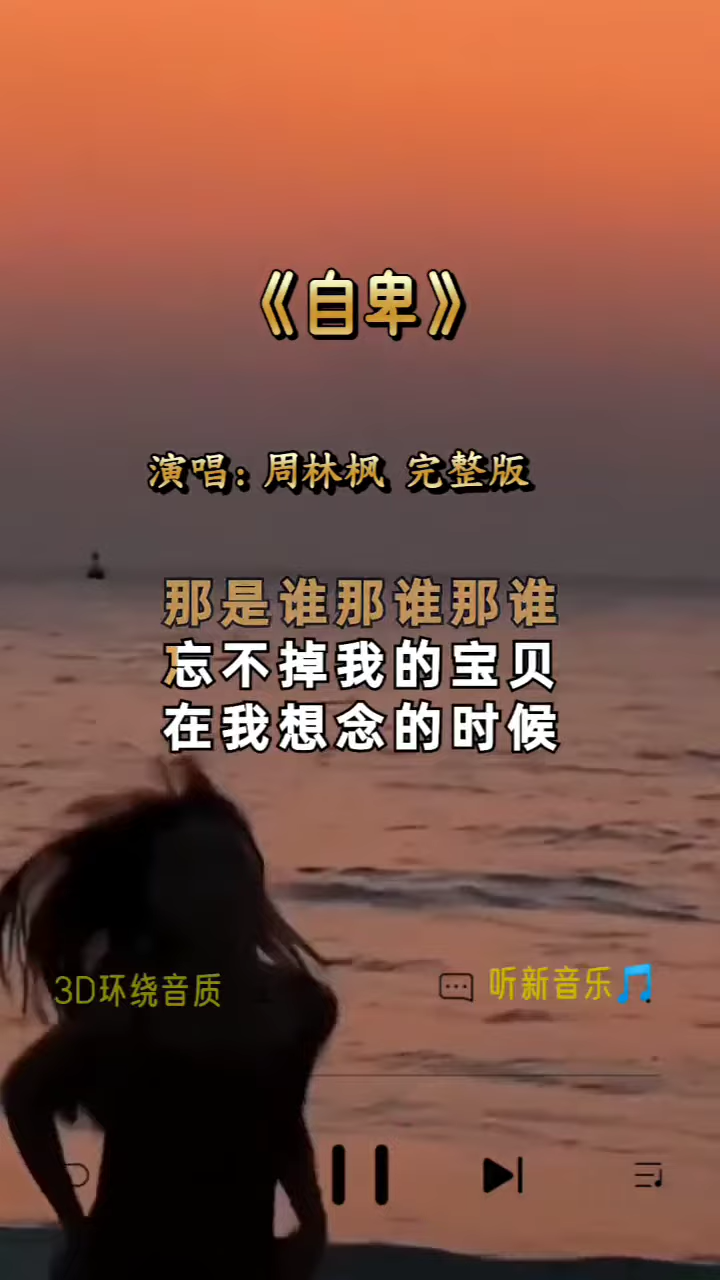 《自卑》
演唱：周林枫 完整版
那是谁那谁那谁
忘不掉我的宝贝
在我想念的时候
3D环绕音质
听新音乐🎵